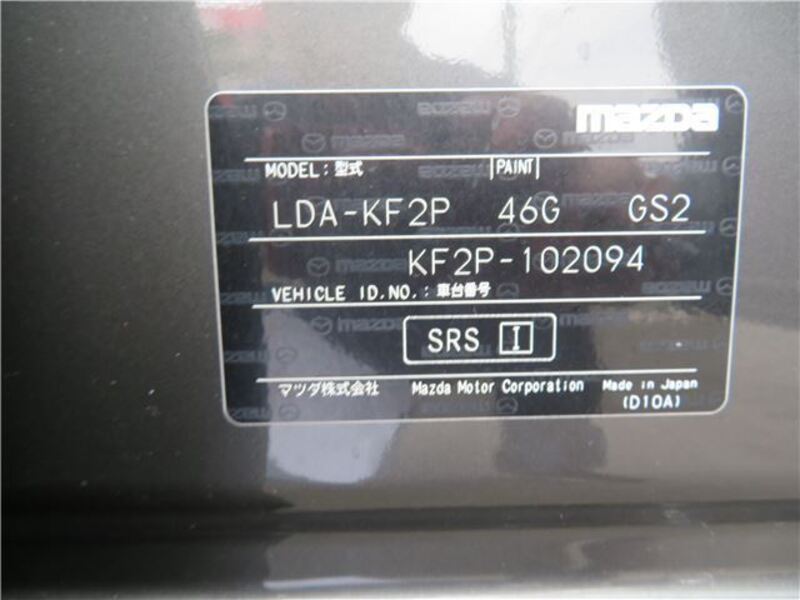 mazda
MODEL：型式 PAINT
LDA-KF2P 46G GS2
KF2P-102094
VEHICLE ID.NO.：車台番号
SRS I
マツダ株式会社 Mazda Motor Corporation Made in Japan
(D10A)